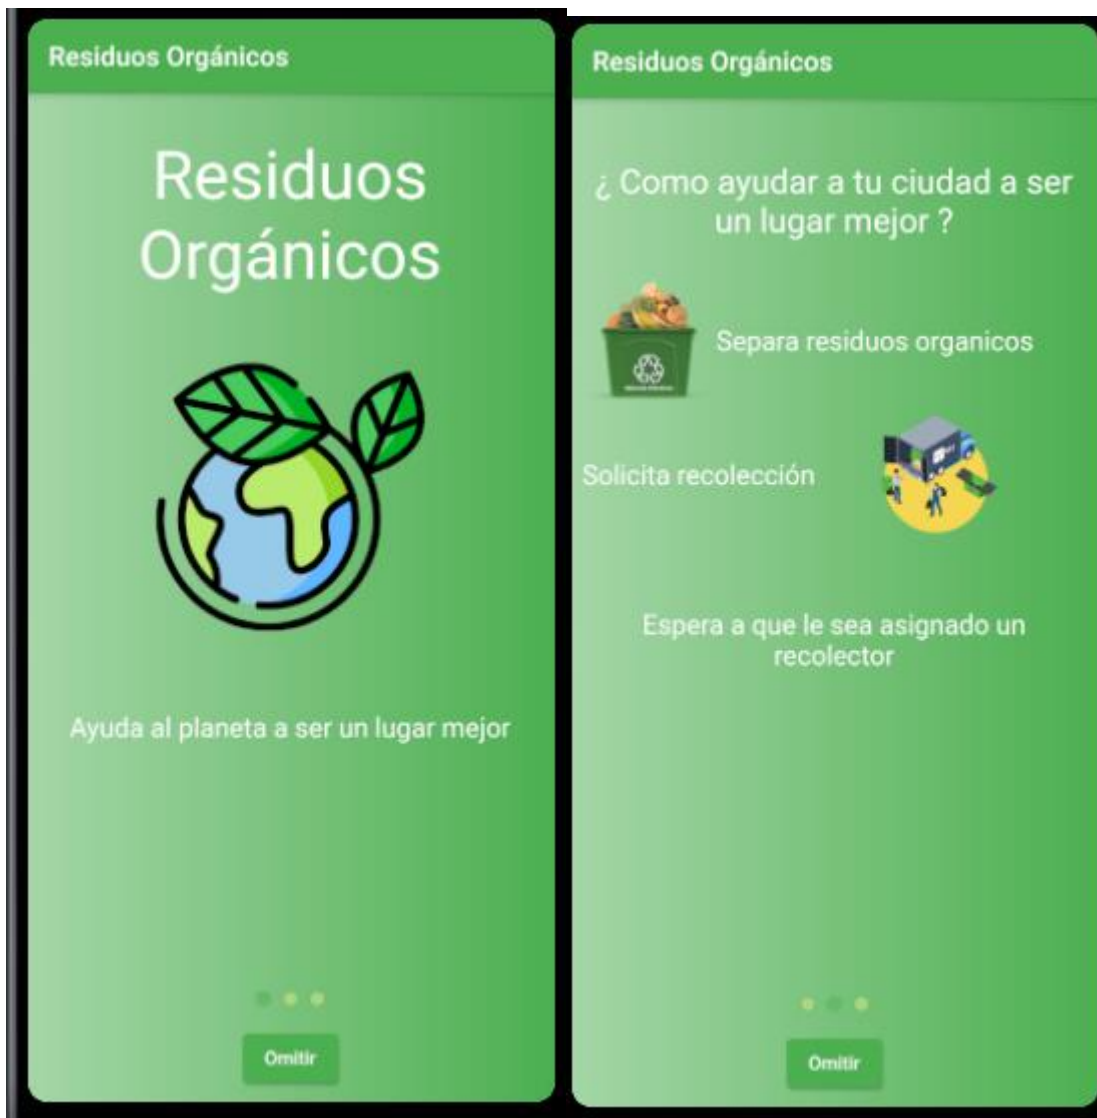 Residuos Orgánicos
Residuos
Orgánicos
Ayuda al planeta a ser un lugar mejor
Omitir
Residuos Orgánicos
¿ Como ayudar a tu ciudad a ser
un lugar mejor ?
Separa residuos organicos
Solicita recolección
Espera a que le sea asignado un
recolector
Omitir